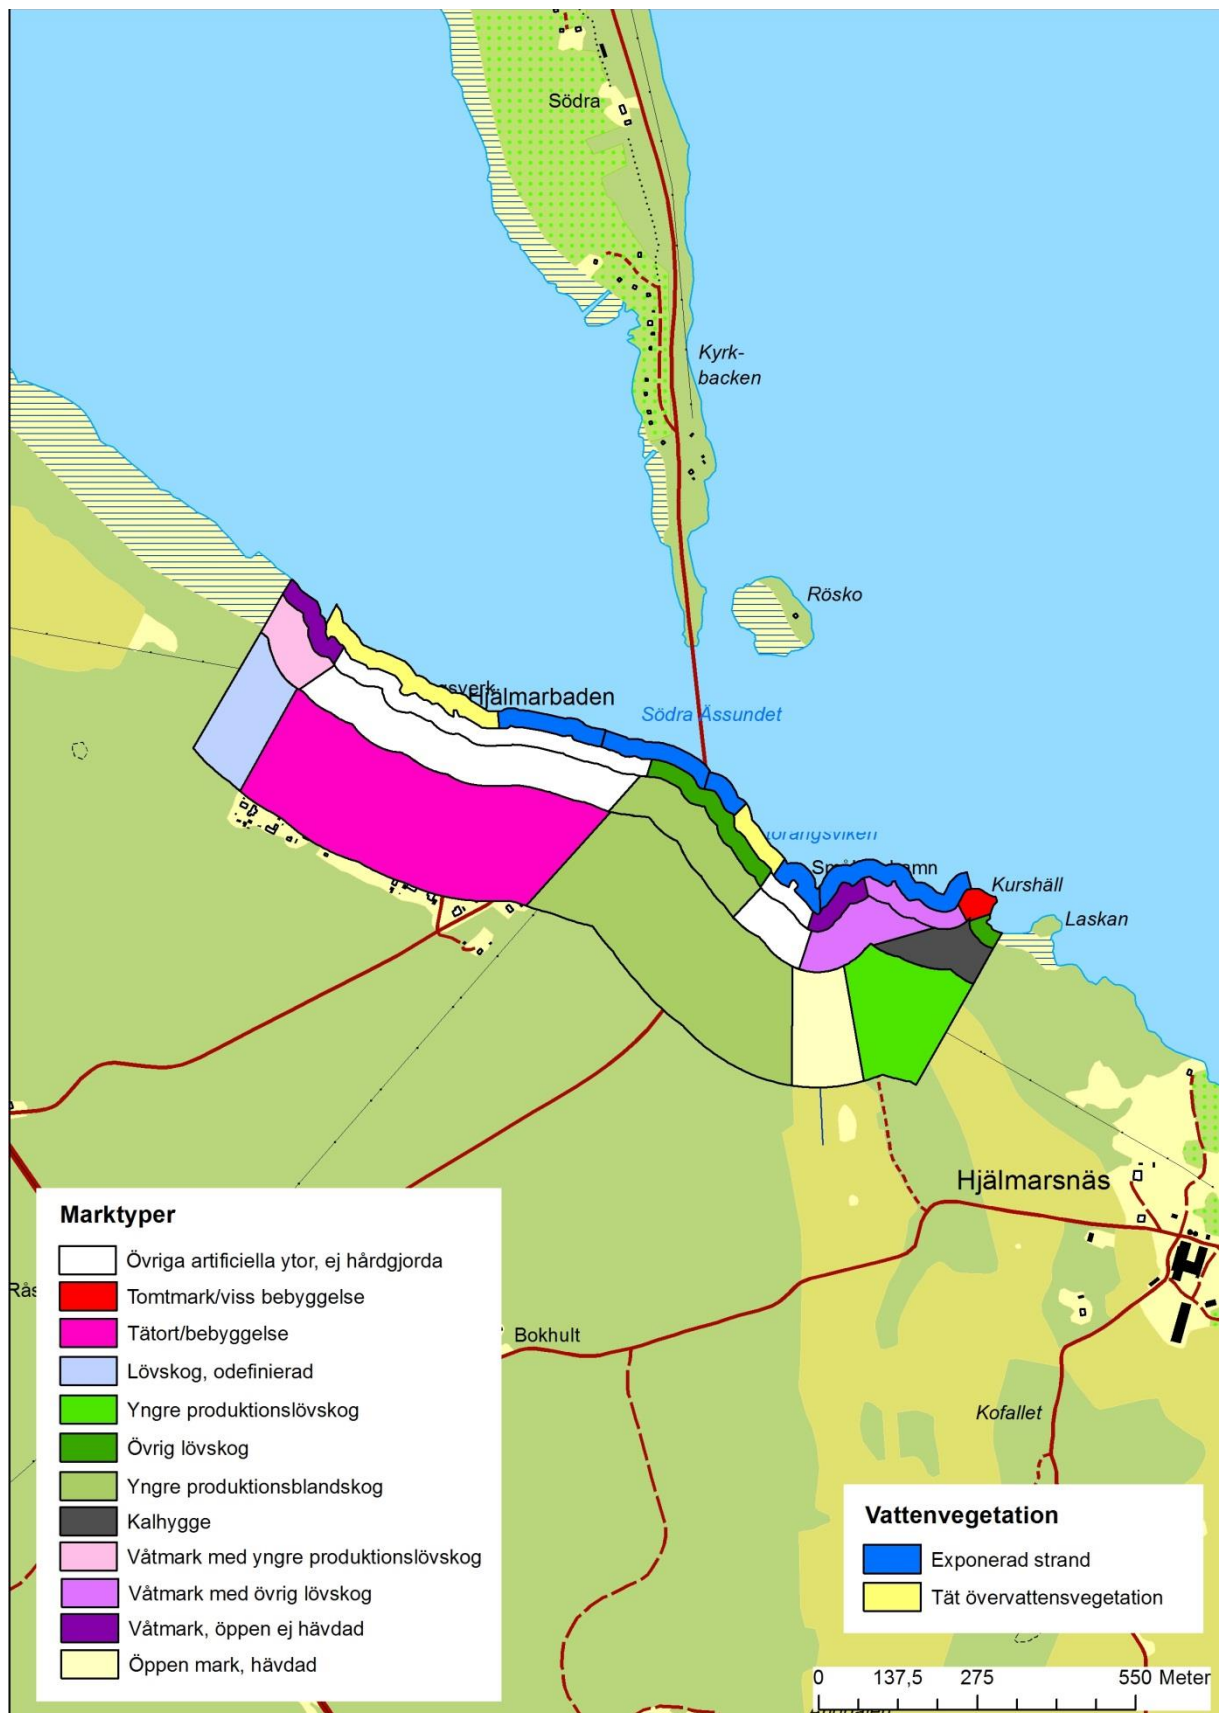 Södra
Kyrk-
backen
Rösko
Hjälmarbaden
Södra Ässundet
Kurshäll
Laskan
Hjälmarsnäs
Bokhult
Kofallet
Marktyper
Övriga artificiella ytor, ej hårdgjorda
Tomtmark/viss bebyggelse
Tätort/bebyggelse
Lövskog, odefinierad
Yngre produktionslövskog
Övrig lövskog
Yngre produktionsblandskog
Kalhygge
Våtmark med yngre produktionslövskog
Våtmark med övrig lövskog
Våtmark, öppen ej hävdad
Öppen mark, hävdad
Vattenvegetation
Exponerad strand
Tät övervattensvegetation
0 137,5 275 550 Meter